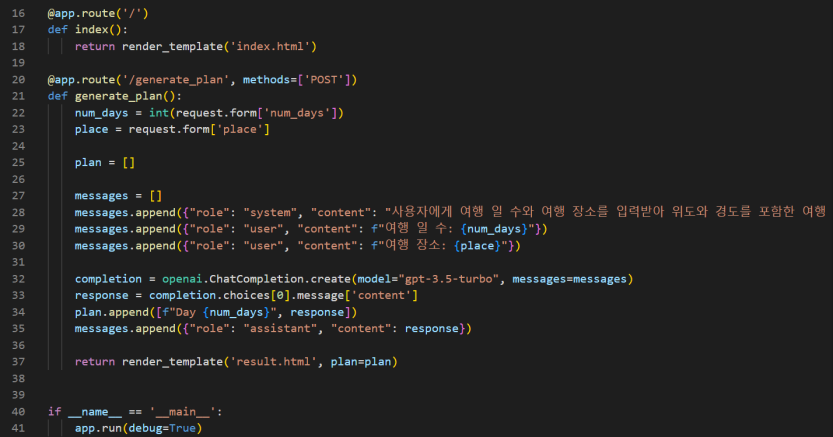 16 @app.route('/')
17 def index():
18     return render_template('index.html')
19
20 @app.route('/generate_plan', methods=['POST'])
21 def generate_plan():
22     num_days = int(request.form['num_days'])
23     place = request.form['place']
24
25     plan = []
26
27     messages = []
28     messages.append({"role": "system", "content": "사용자에게 여행 일 수와 여행 장소를 입력받아 위도와 경도를 포함한 여행
29     messages.append({"role": "user", "content": f"여행 일 수: {num_days}"})
30     messages.append({"role": "user", "content": f"여행 장소: {place}"})
31
32     completion = openai.ChatCompletion.create(model="gpt-3.5-turbo", messages=messages)
33     response = completion.choices[0].message['content']
34     plan.append([f"Day {num_days}", response])
35     messages.append({"role": "assistant", "content": response})
36
37     return render_template('result.html', plan=plan)
38
39
40 if __name__ == '__main__':
41     app.run(debug=True)